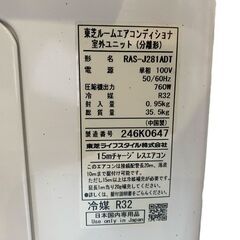 東芝ルームエアコンディショナ
室外ユニット(分離形)
形 名 RAS-J281ADT
電源 単相 100V
50/60Hz
圧縮機出力 760W
冷媒 R32
封入量 0.95kg
質量 35.5kg
(中国製)
製造番号 246K0647
東芝ライフスタイル株式会社
15mチャージレスエアコン
冷媒 R32
日本国内専用品
Use only in Japan